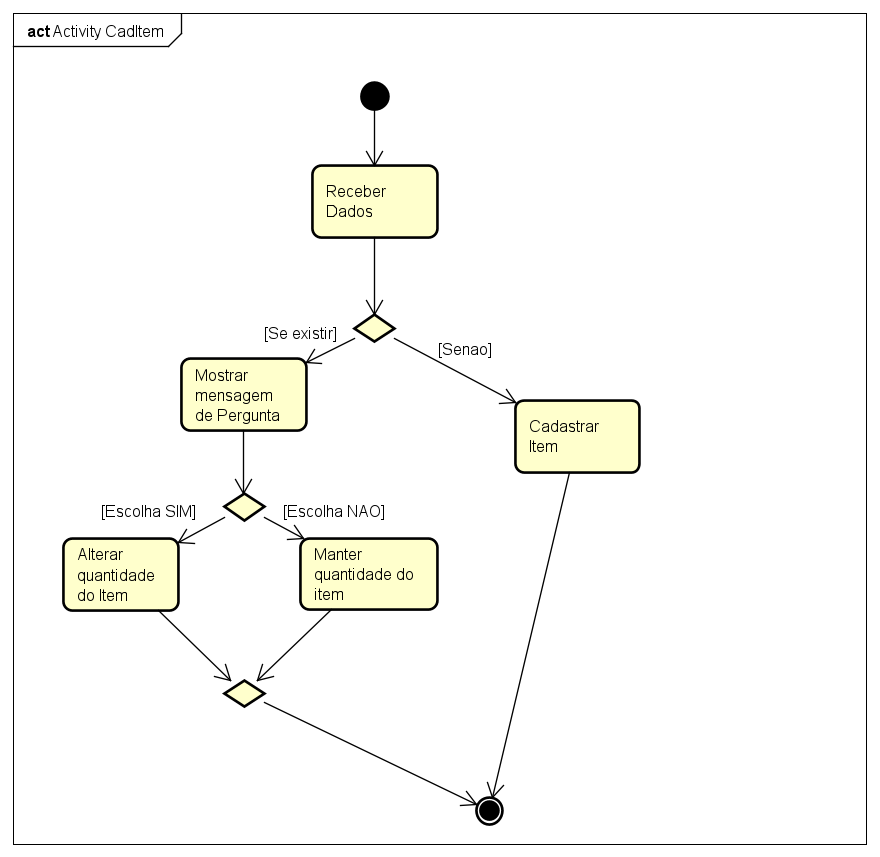 act Activity CadItem
Receber
Dados
[Se existir]
[Senao]
Mostrar
mensagem
de Pergunta
Cadastrar
Item
[Escolha SIM]
[Escolha NAO]
Alterar
quantidade
do Item
Manter
quantidade do
item